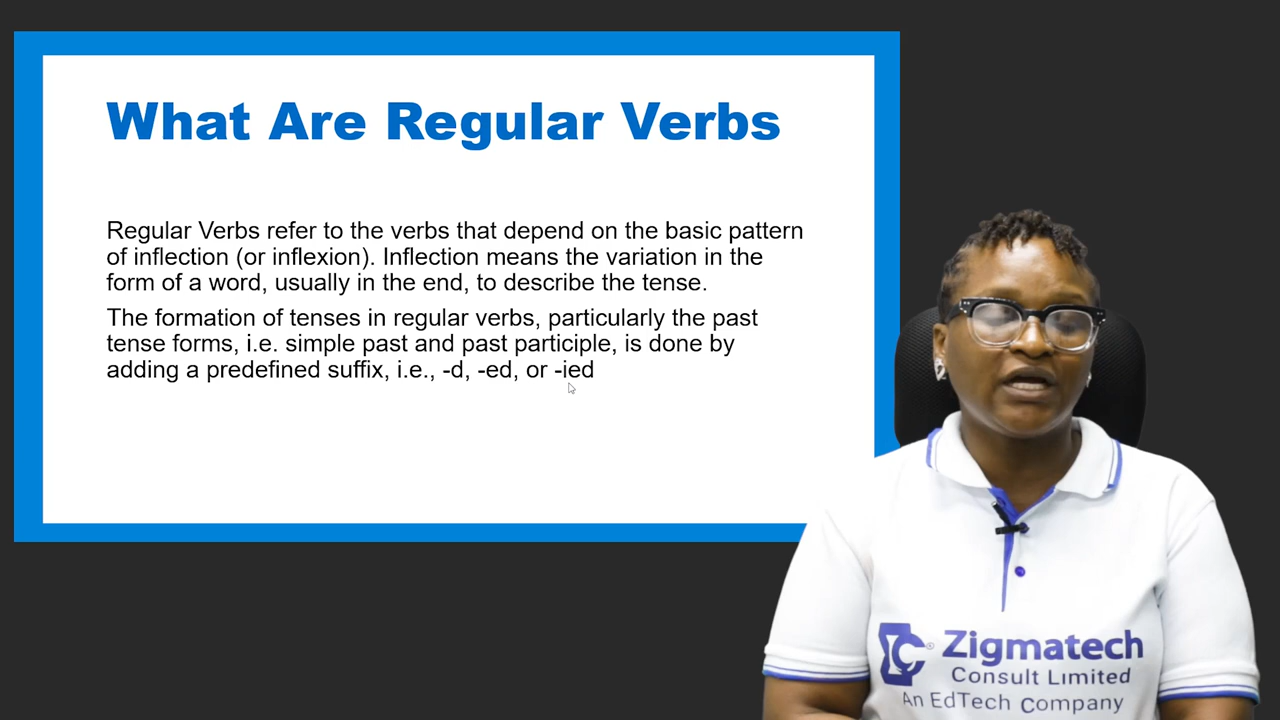 What Are Regular Verbs
Regular Verbs refer to the verbs that depend on the basic pattern
of inflection (or inflexion). Inflection means the variation in the
form of a word, usually in the end, to describe the tense.
The formation of tenses in regular verbs, particularly the past
tense forms, i.e. simple past and past participle, is done by
adding a predefined suffix, i.e., -d, -ed, or -ied
ZC® Zigmatech
Consult Limited
An EdTech Company